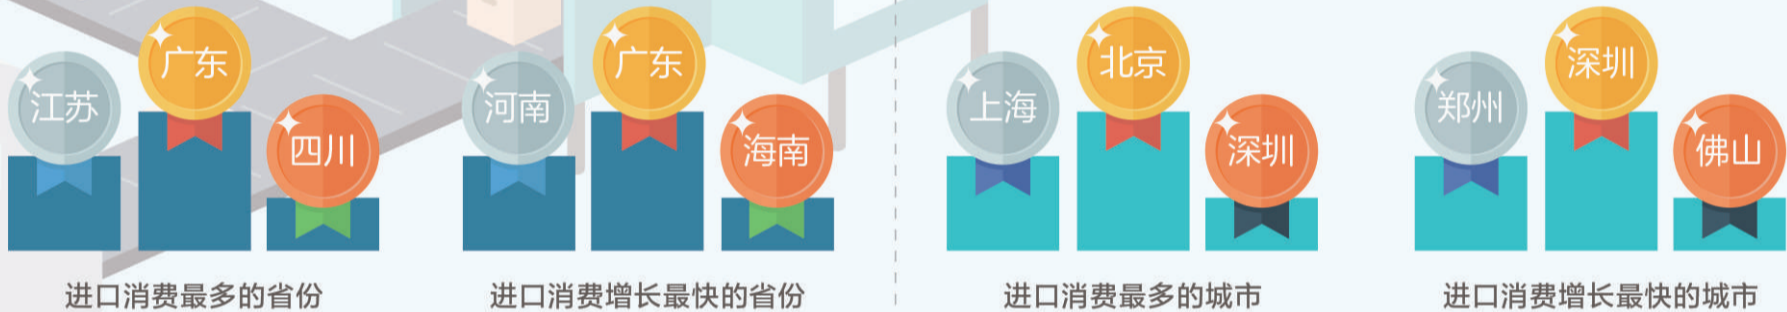 江苏
广东
四川
进口消费最多的省份
河南
广东
海南
进口消费增长最快的省份
上海
北京
深圳
进口消费最多的城市
郑州
深圳
佛山
进口消费增长最快的城市